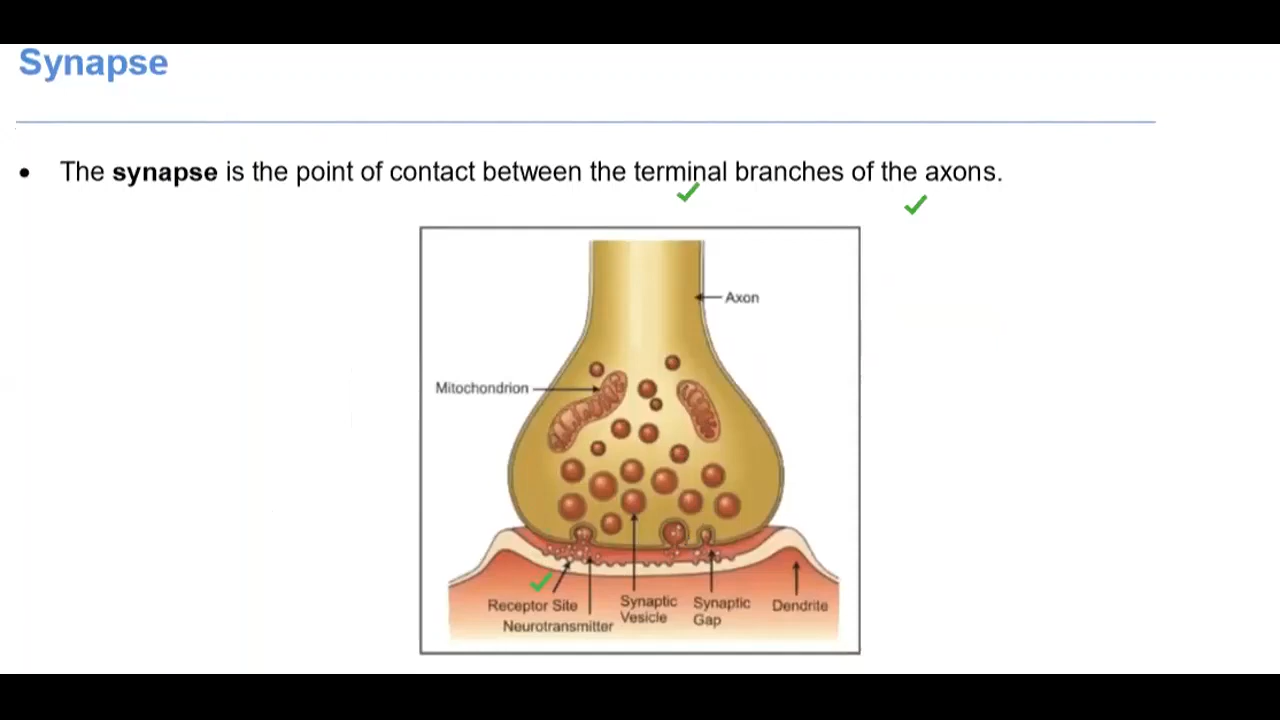 Synapse
• The synapse is the point of contact between the terminal branches of the axons.
Axon
Mitochondrion
Receptor Site
Neurotransmitter
Synaptic
Vesicle
Synaptic
Gap
Dendrite